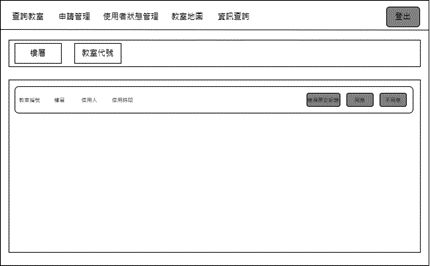 查詢教室 申請管理 使用者狀態管理 教室地圖 資訊查詢 登出
樓層 教室代號
教室編號 樓層 使用人 使用時間 同意 不同意